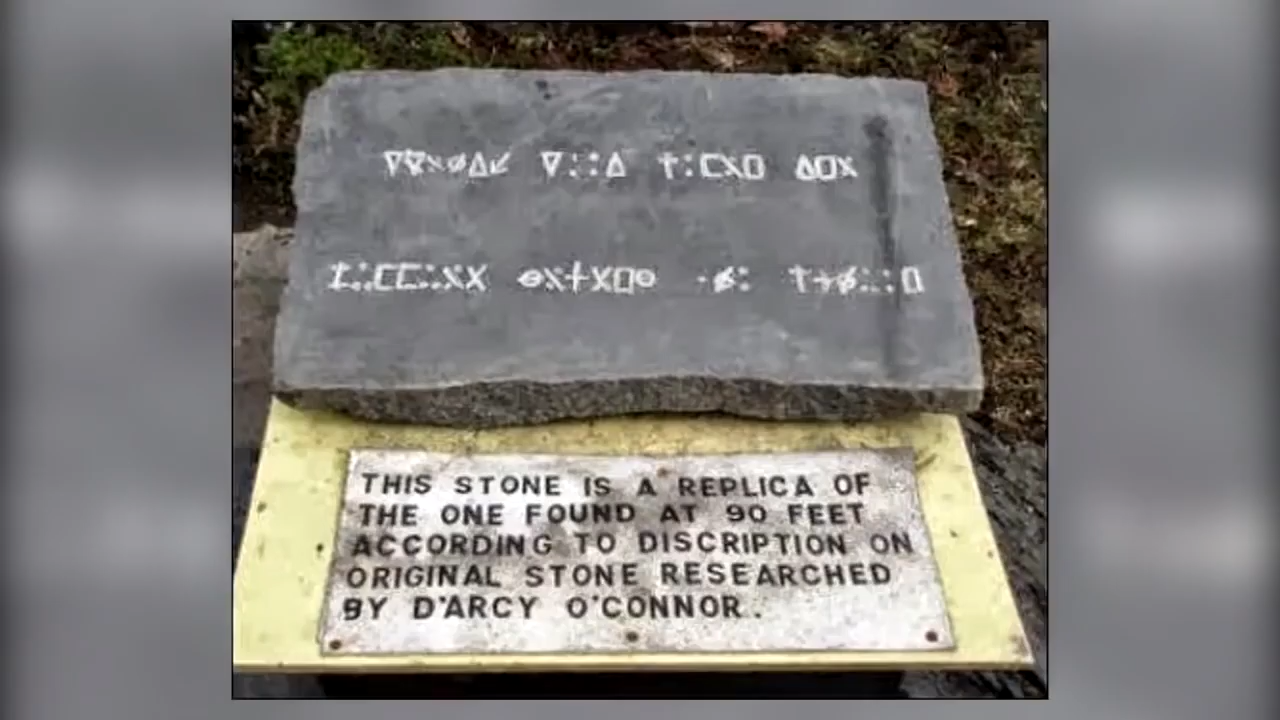 THIS STONE IS A REPLICA OF
THE ONE FOUND AT 90 FEET
ACCORDING TO DISCRIPTION ON
ORIGINAL STONE RESEARCHED
BY D'ARCY O'CONNOR.